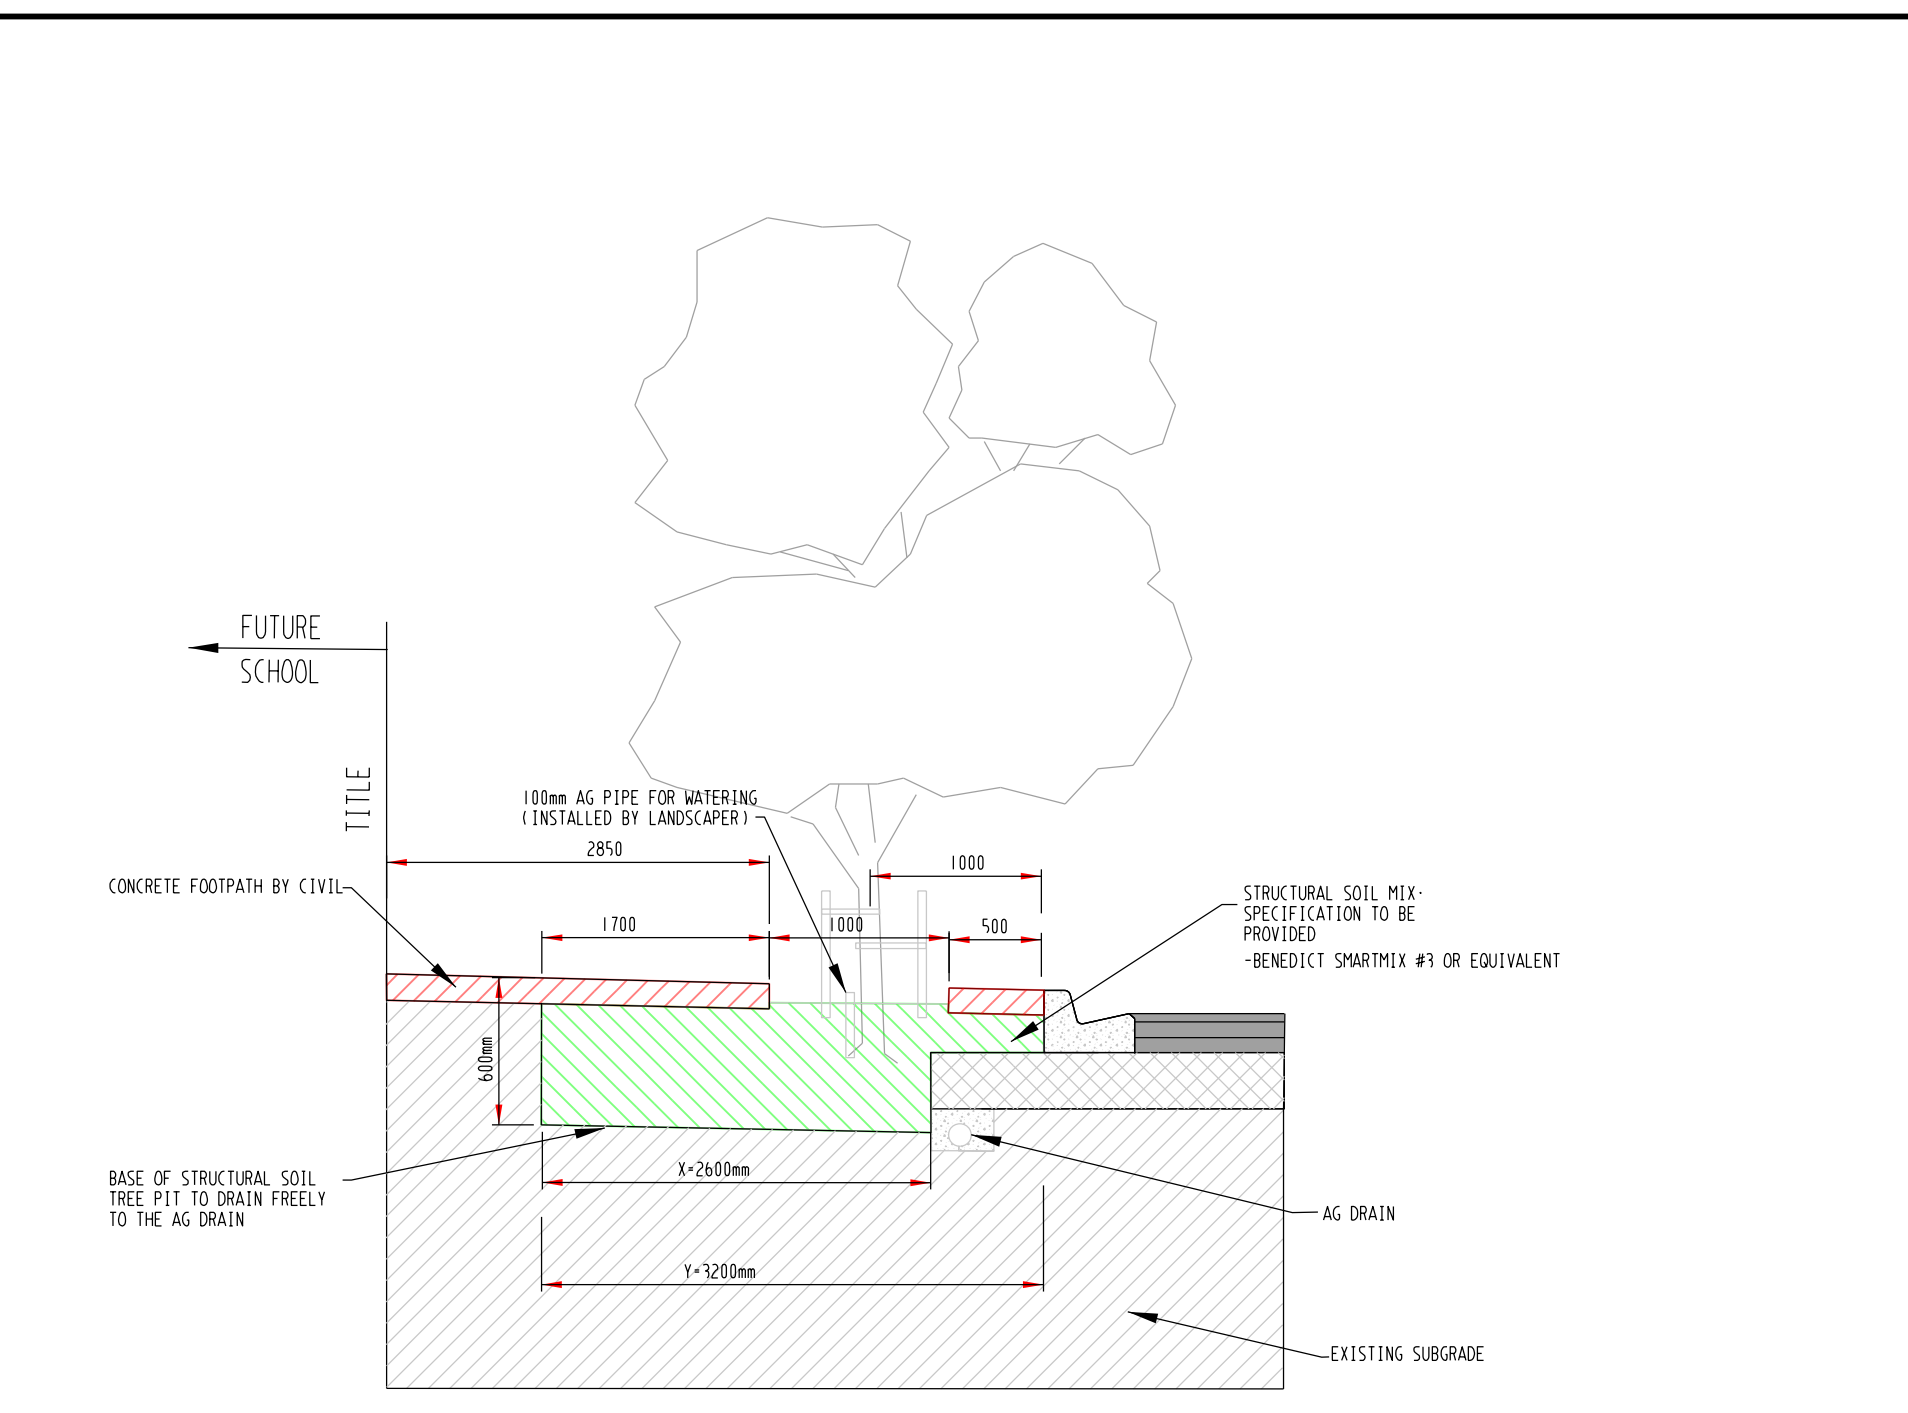 FUTURE
SCHOOL
TITLE
100mm AG PIPE FOR WATERING
(INSTALLED BY LANDSCAPER)
2850
1000
CONCRETE FOOTPATH BY CIVIL
STRUCTURAL SOIL MIX-
SPECIFICATION TO BE
PROVIDED
-BENEDICT SMARTMIX #3 OR EQUIVALENT
1700
1000
500
600mm
X=2600mm
BASE OF STRUCTURAL SOIL
TREE PIT TO DRAIN FREELY
TO THE AG DRAIN
AG DRAIN
Y=3200mm
EXISTING SUBGRADE